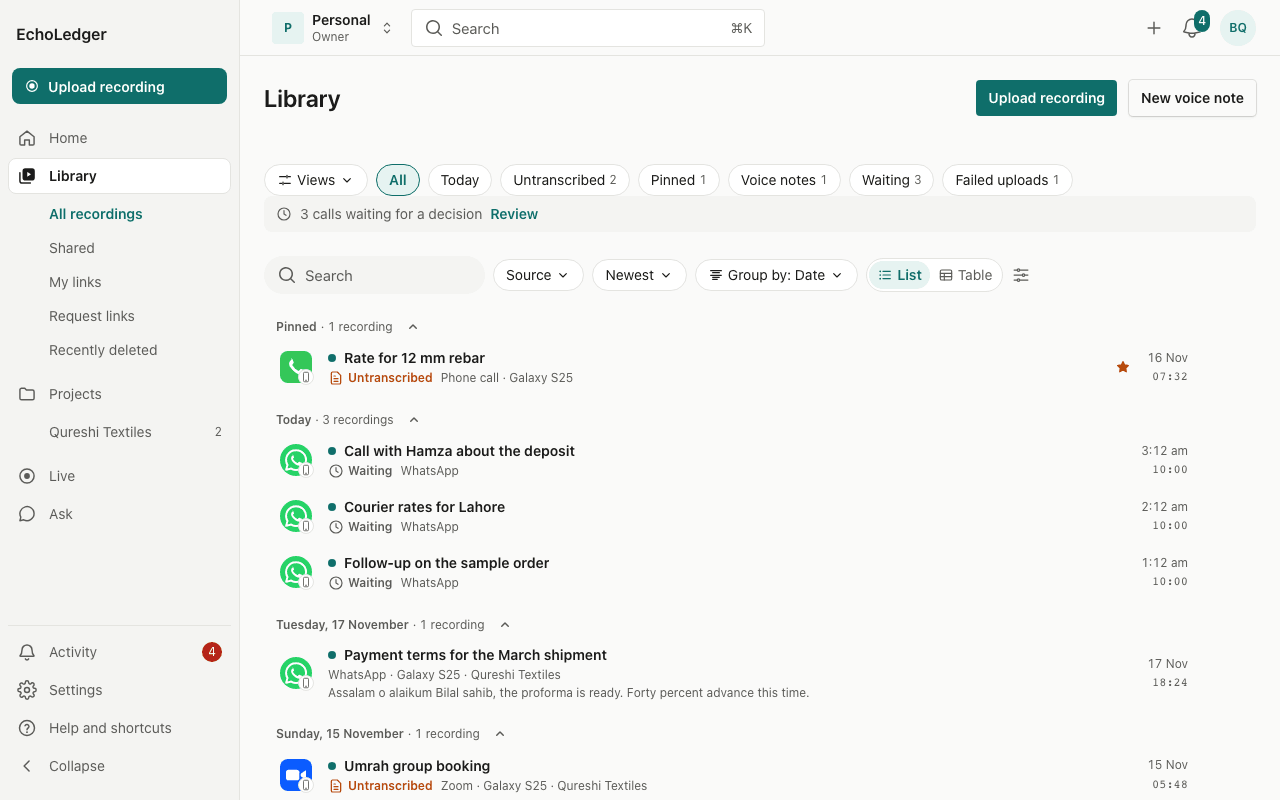 EchoLedger
Upload recording
Home
Library
All recordings
Shared
My links
Request links
Recently deleted
Projects
Qureshi Textiles 2
Live
Ask
Activity 4
Settings
Help and shortcuts
Collapse
P Personal
Owner
Search ⌘K
4
BQ
Library
Upload recording
New voice note
Views All Today Untranscribed 2 Pinned 1 Voice notes 1 Waiting 3 Failed uploads 1
3 calls waiting for a decision Review
Search Source Newest Group by: Date List Table
Pinned · 1 recording
Rate for 12 mm rebar 16 Nov
Untranscribed Phone call · Galaxy S25 07:32
Today · 3 recordings
Call with Hamza about the deposit 3:12 am
Waiting WhatsApp 10:00
Courier rates for Lahore 2:12 am
Waiting WhatsApp 10:00
Follow-up on the sample order 1:12 am
Waiting WhatsApp 10:00
Tuesday, 17 November · 1 recording
Payment terms for the March shipment 17 Nov
WhatsApp · Galaxy S25 · Qureshi Textiles 18:24
Assalam o alaikum Bilal sahib, the proforma is ready. Forty percent advance this time.
Sunday, 15 November · 1 recording
Umrah group booking 15 Nov
Untranscribed Zoom · Galaxy S25 · Qureshi Textiles 05:48